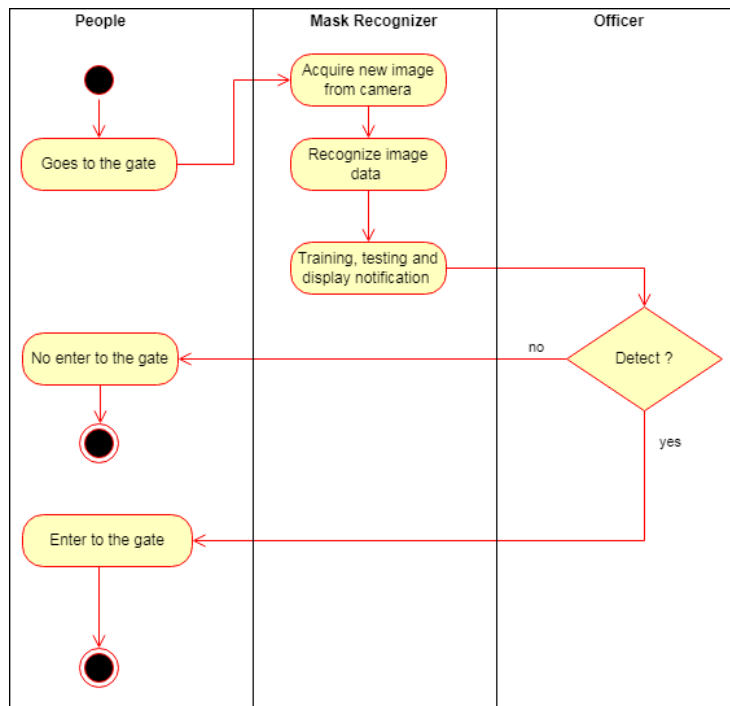 People
Mask Recognizer
Officer
Acquire new image
from camera
Goes to the gate
Recognize image
data
Training, testing and
display notification
No enter to the gate
no
Detect ?
yes
Enter to the gate